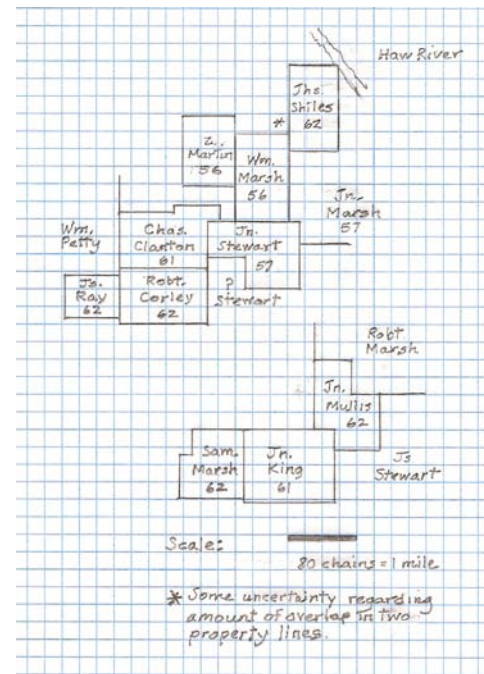 Haw River
Jhs.
Shiles
62
*
Z.
Martin
56
Wm.
Marsh
56
Jn.
Marsh
57
Wm.
Petty
Chas.
Clanton
61
Jn.
Stewart
57
Js.
Ray
62
Robt.
Corley
62
?
Stewart
Robt
Marsh
Jn.
Mullis
62
Sam.
Marsh
62
Jn.
King
61
Js
Stewart
Scale:
80 chains = 1 mile
* Some uncertainty regarding
amount of overlap in two
property lines.